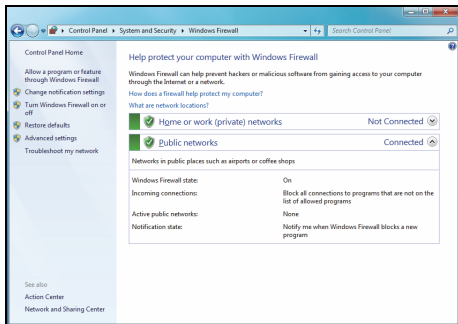 Control Panel ▸ System and Security ▸ Windows Firewall
Search Control Panel
Control Panel Home
Allow a program or feature
through Windows Firewall
Change notification settings
Turn Windows Firewall on or
off
Restore defaults
Advanced settings
Troubleshoot my network
See also
Action Center
Network and Sharing Center
Help protect your computer with Windows Firewall
Windows Firewall can help prevent hackers or malicious software from gaining access to your computer
through the Internet or a network.
How does a firewall help protect my computer?
What are network locations?
Home or work (private) networks Not Connected
Public networks Connected
Networks in public places such as airports or coffee shops
Windows Firewall state: On
Incoming connections: Block all connections to programs that are not on the
list of allowed programs
Active public networks: None
Notification state: Notify me when Windows Firewall blocks a new
program